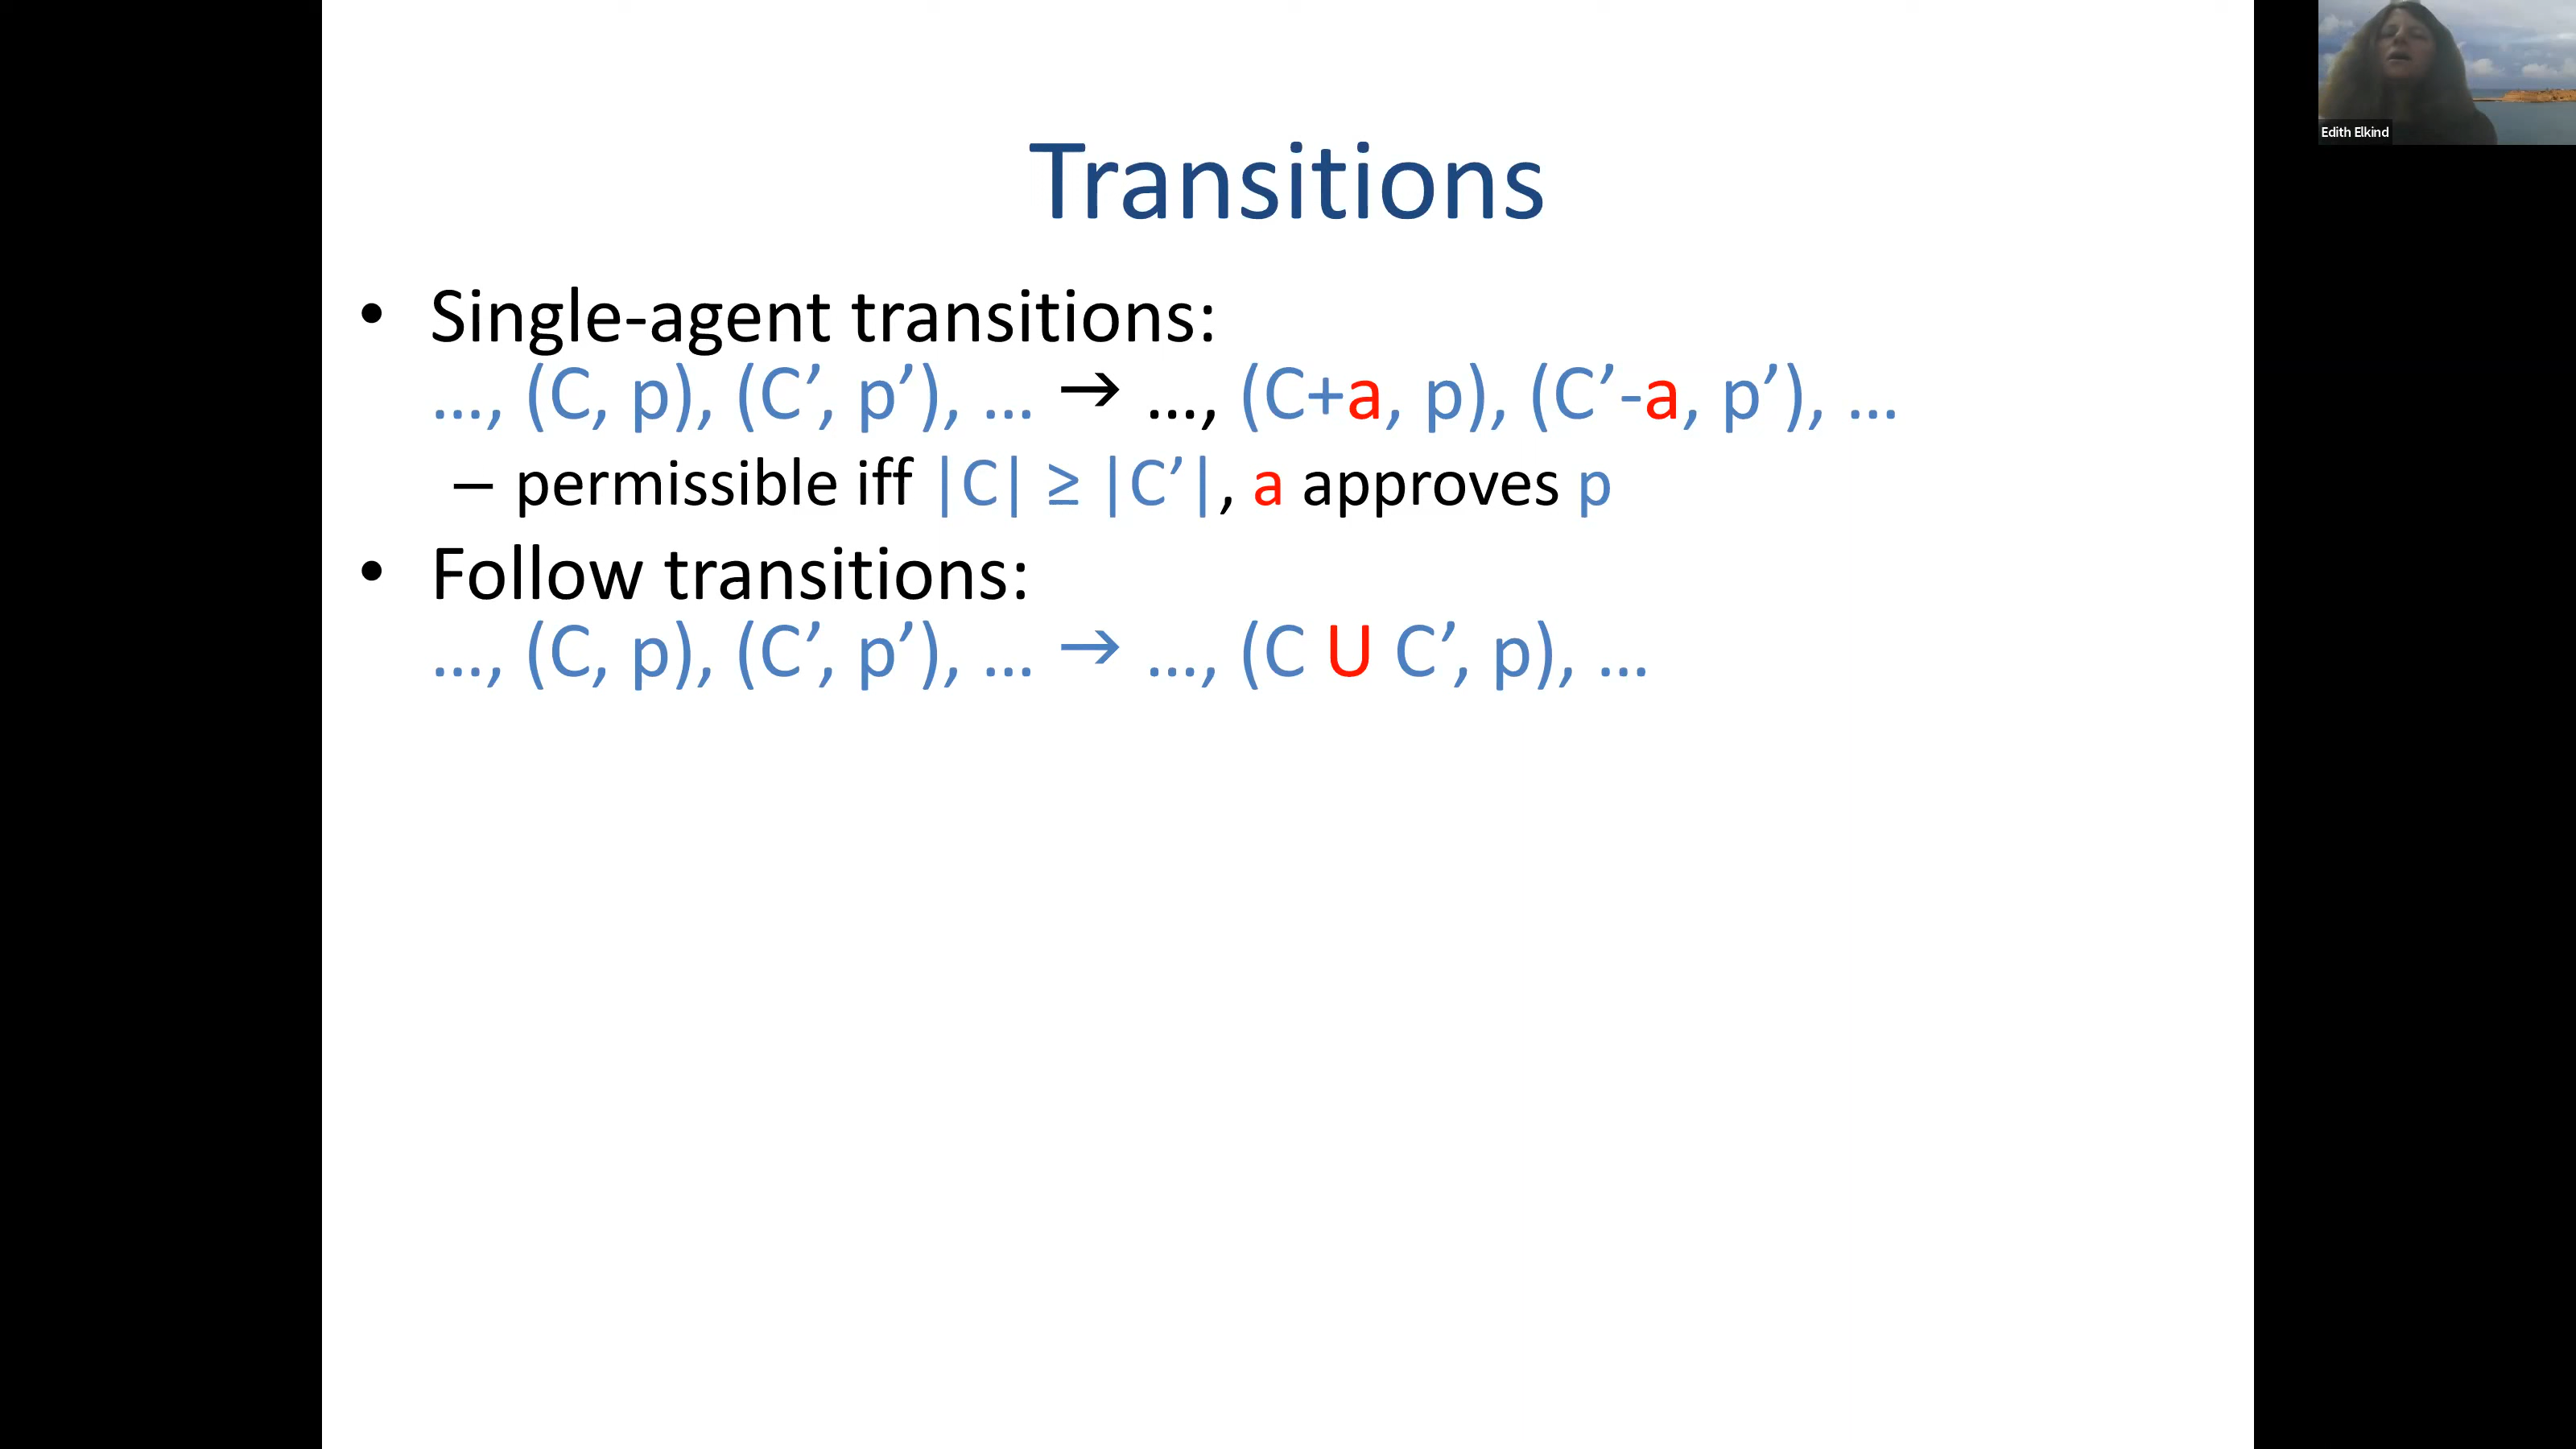 Edith Elkind
Transitions
• Single-agent transitions:
…, (C, p), (C’, p’), … → …, (C+a, p), (C’-a, p’), …
– permissible iff |C| ≥ |C’|, a approves p
• Follow transitions:
…, (C, p), (C’, p’), … → …, (C U C’, p), …